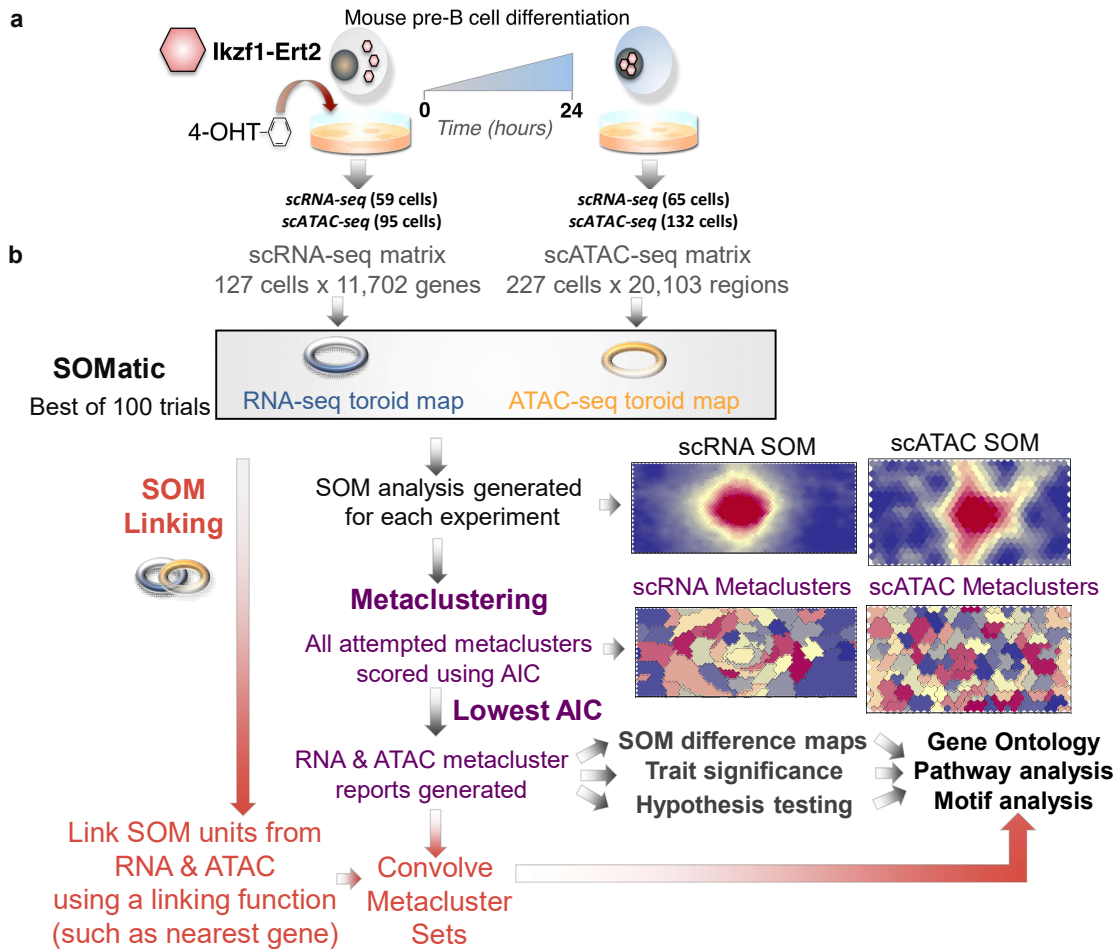 a
Mouse pre-B cell differentiation
Ikzf1-Ert2
4-OHT
0
24
Time (hours)
scRNA-seq (59 cells)
scATAC-seq (95 cells)
scRNA-seq (65 cells)
scATAC-seq (132 cells)
b
scRNA-seq matrix
127 cells x 11,702 genes
scATAC-seq matrix
227 cells x 20,103 regions
SOMatic
Best of 100 trials
RNA-seq toroid map
ATAC-seq toroid map
SOM
Linking
SOM analysis generated
for each experiment
scRNA SOM
scATAC SOM
Metaclustering
All attempted metaclusters
scored using AIC
scRNA Metaclusters
scATAC Metaclusters
Lowest AIC
RNA & ATAC metacluster
reports generated
SOM difference maps
Trait significance
Hypothesis testing
Gene Ontology
Pathway analysis
Motif analysis
Link SOM units from
RNA & ATAC
using a linking function
(such as nearest gene)
Convolve
Metacluster
Sets